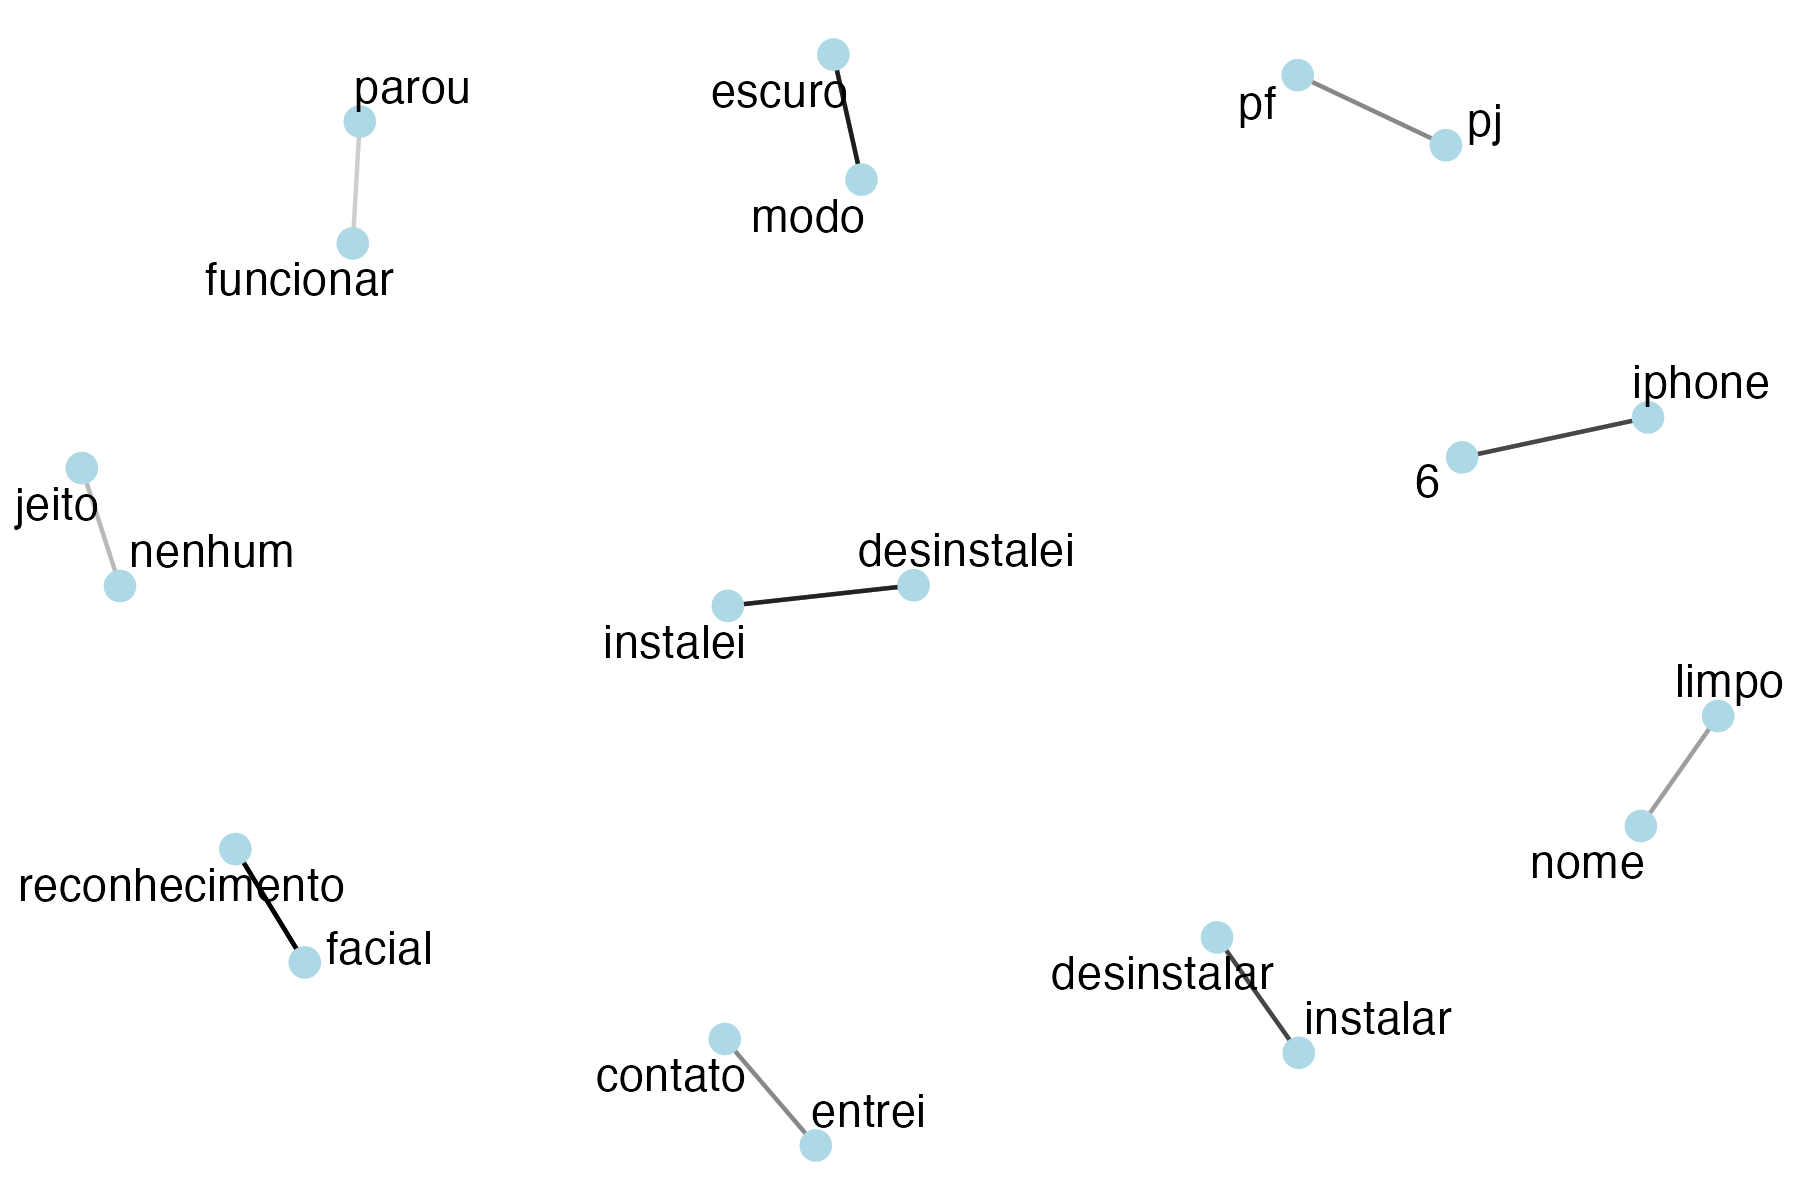 parou
escuro
pf
pj
modo
funcionar
iphone
6
jeito
nenhum
desinstalei
instalei
limpo
nome
reconhecimento
facial
desinstalar
instalar
contato
entrei